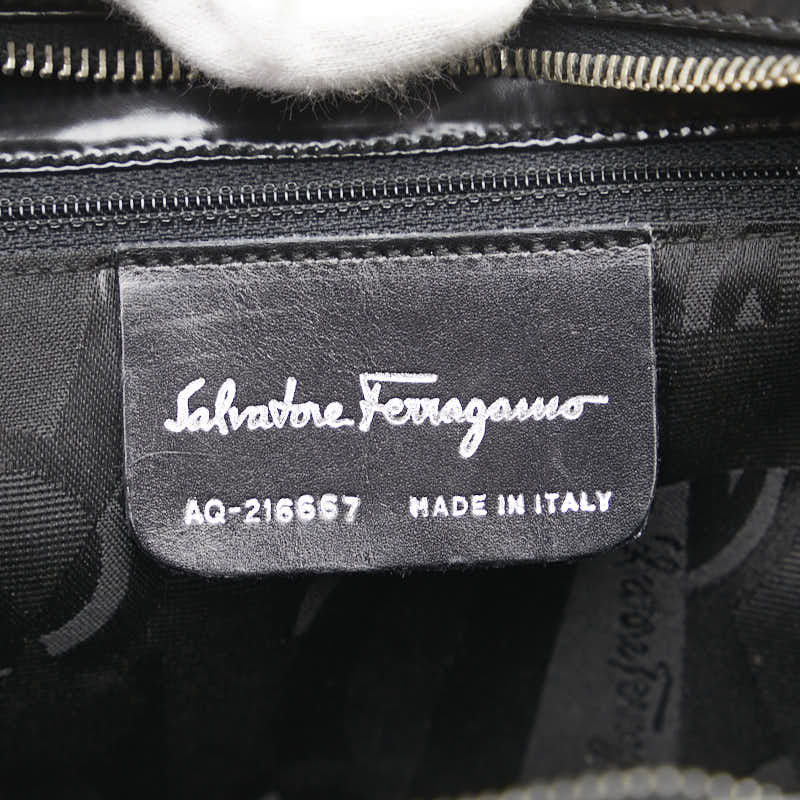 Salvatore Ferragamo
AQ-216667 MADE IN ITALY